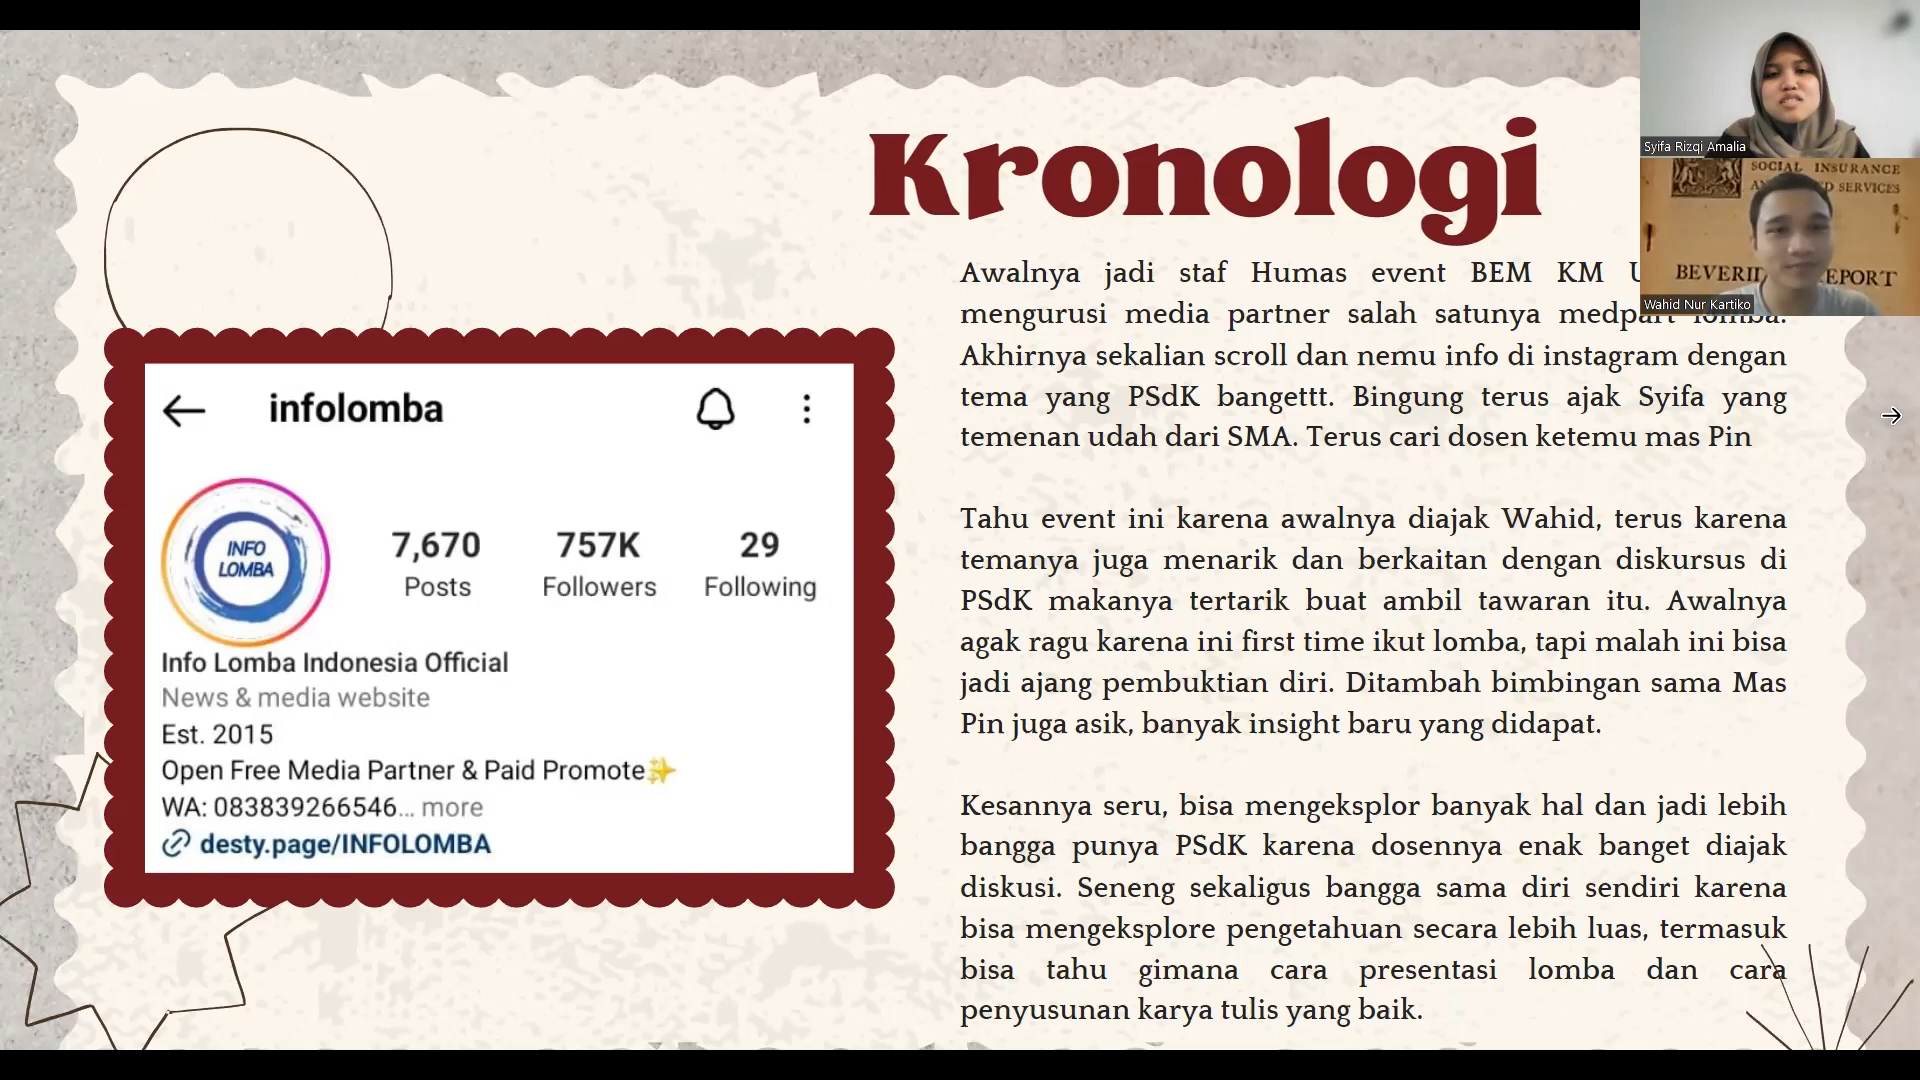 Kronologi
Awalnya jadi staf Humas event BEM KM
mengurusi media partner salah satunya medpart lomba.
Akhirnya sekalian scroll dan nemu info di instagram dengan
tema yang PSdK bangettt. Bingung terus ajak Syifa yang
temenan udah dari SMA. Terus cari dosen ketemu mas Pin
Tahu event ini karena awalnya diajak Wahid, terus karena
temanya juga menarik dan berkaitan dengan diskursus di
PSdK makanya tertarik buat ambil tawaran itu. Awalnya
agak ragu karena ini first time ikut lomba, tapi malah ini bisa
jadi ajang pembuktian diri. Ditambah bimbingan sama Mas
Pin juga asik, banyak insight baru yang didapat.
Kesannya seru, bisa mengeksplor banyak hal dan jadi lebih
bangga punya PSdK karena dosennya enak banget diajak
diskusi. Seneng sekaligus bangga sama diri sendiri karena
bisa mengeksplore pengetahuan secara lebih luas, termasuk
bisa tahu gimana cara presentasi lomba dan cara
penyusunan karya tulis yang baik.
infolomba
INFO
LOMBA
7,670 757K 29
Posts Followers Following
Info Lomba Indonesia Official
News & media website
Est. 2015
Open Free Media Partner & Paid Promote✨
WA: 083839266546... more
desty.page/INFOLOMBA
Syifa Rizqi Amalia
SOCIAL INSURANCE
SERVICES
Wahid Nur Kartiko